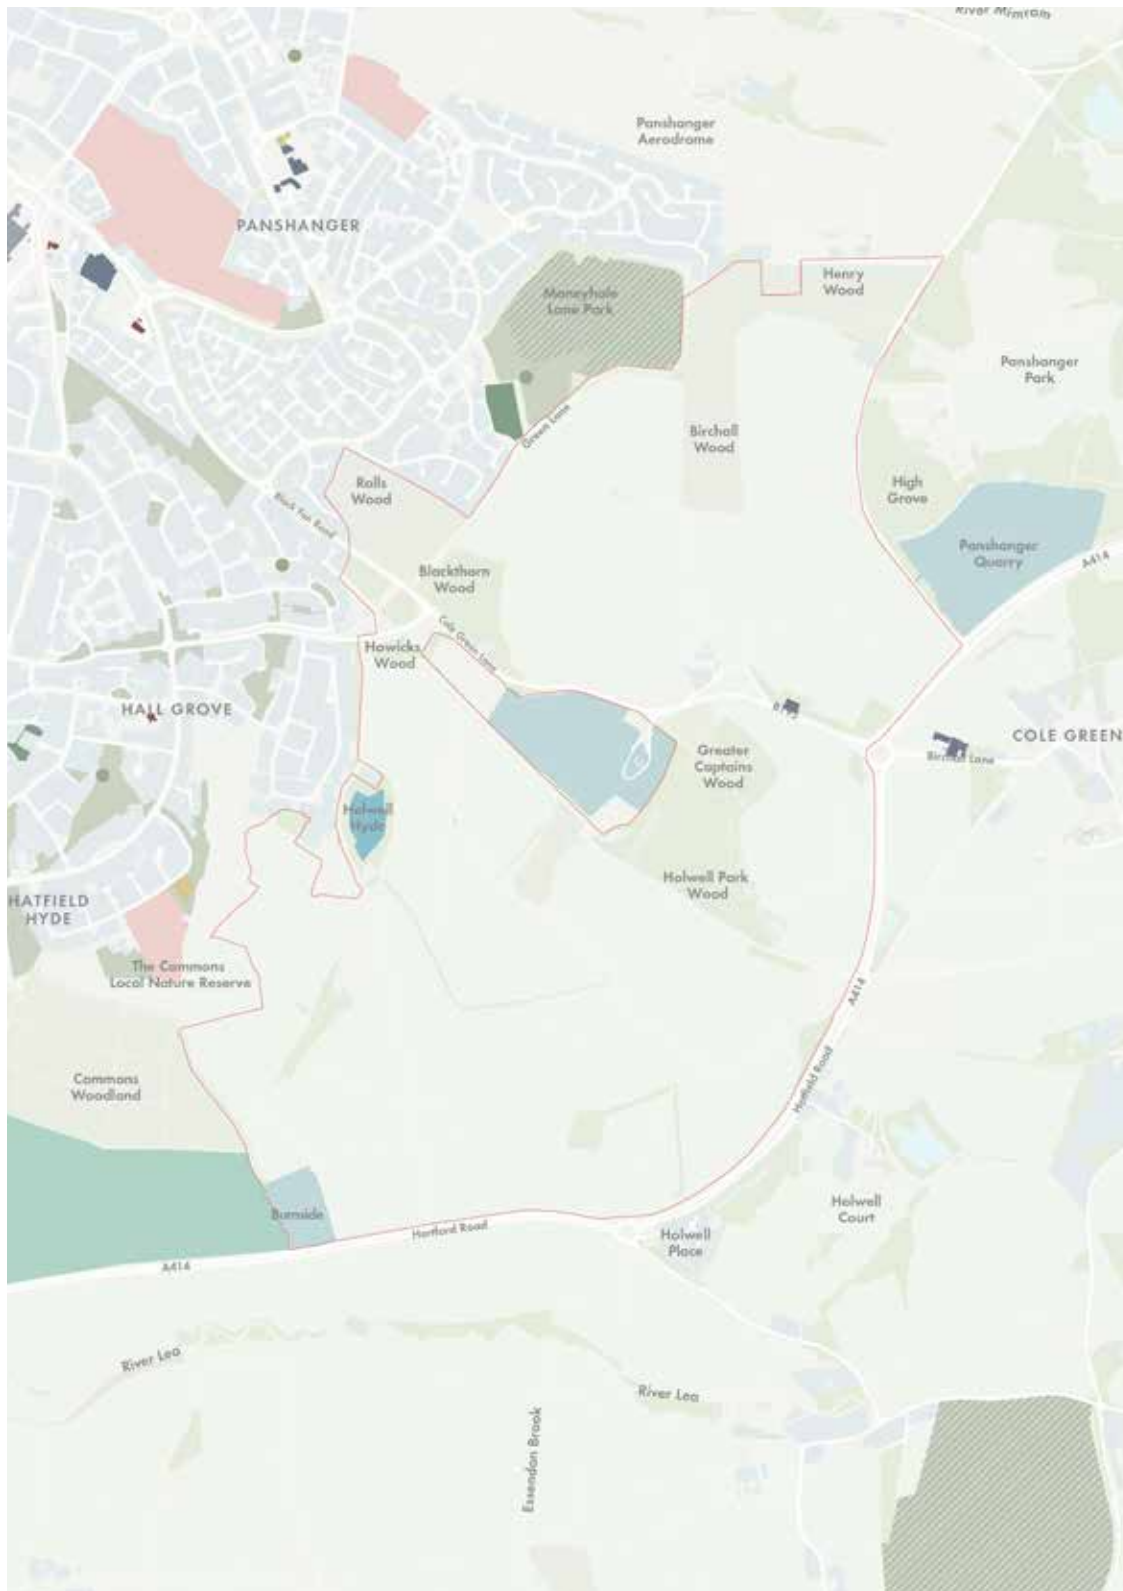 River Mimram
Panshanger
Aerodrome
PANSHANGER
Henry
Wood
Moneyhole
Lane Park
Panshanger
Park
Green Lane
Birchall
Wood
Rolls
Wood
High
Grove
Black Fan Road
Panshanger
Quarry
A414
Blackthorn
Wood
Cole Green Lane
Howicks
Wood
HALL GROVE
B195
COLE GREEN
Greater
Captains
Wood
Birchall Lane
Holwell
Hyde
Holwell Park
Wood
HATFIELD
HYDE
The Commons
Local Nature Reserve
A414
Hatfield Road
Commons
Woodland
Holwell
Court
Burnside
Hertford Road
Holwell
Place
A414
River Lea
River Lea
Essendon Brook